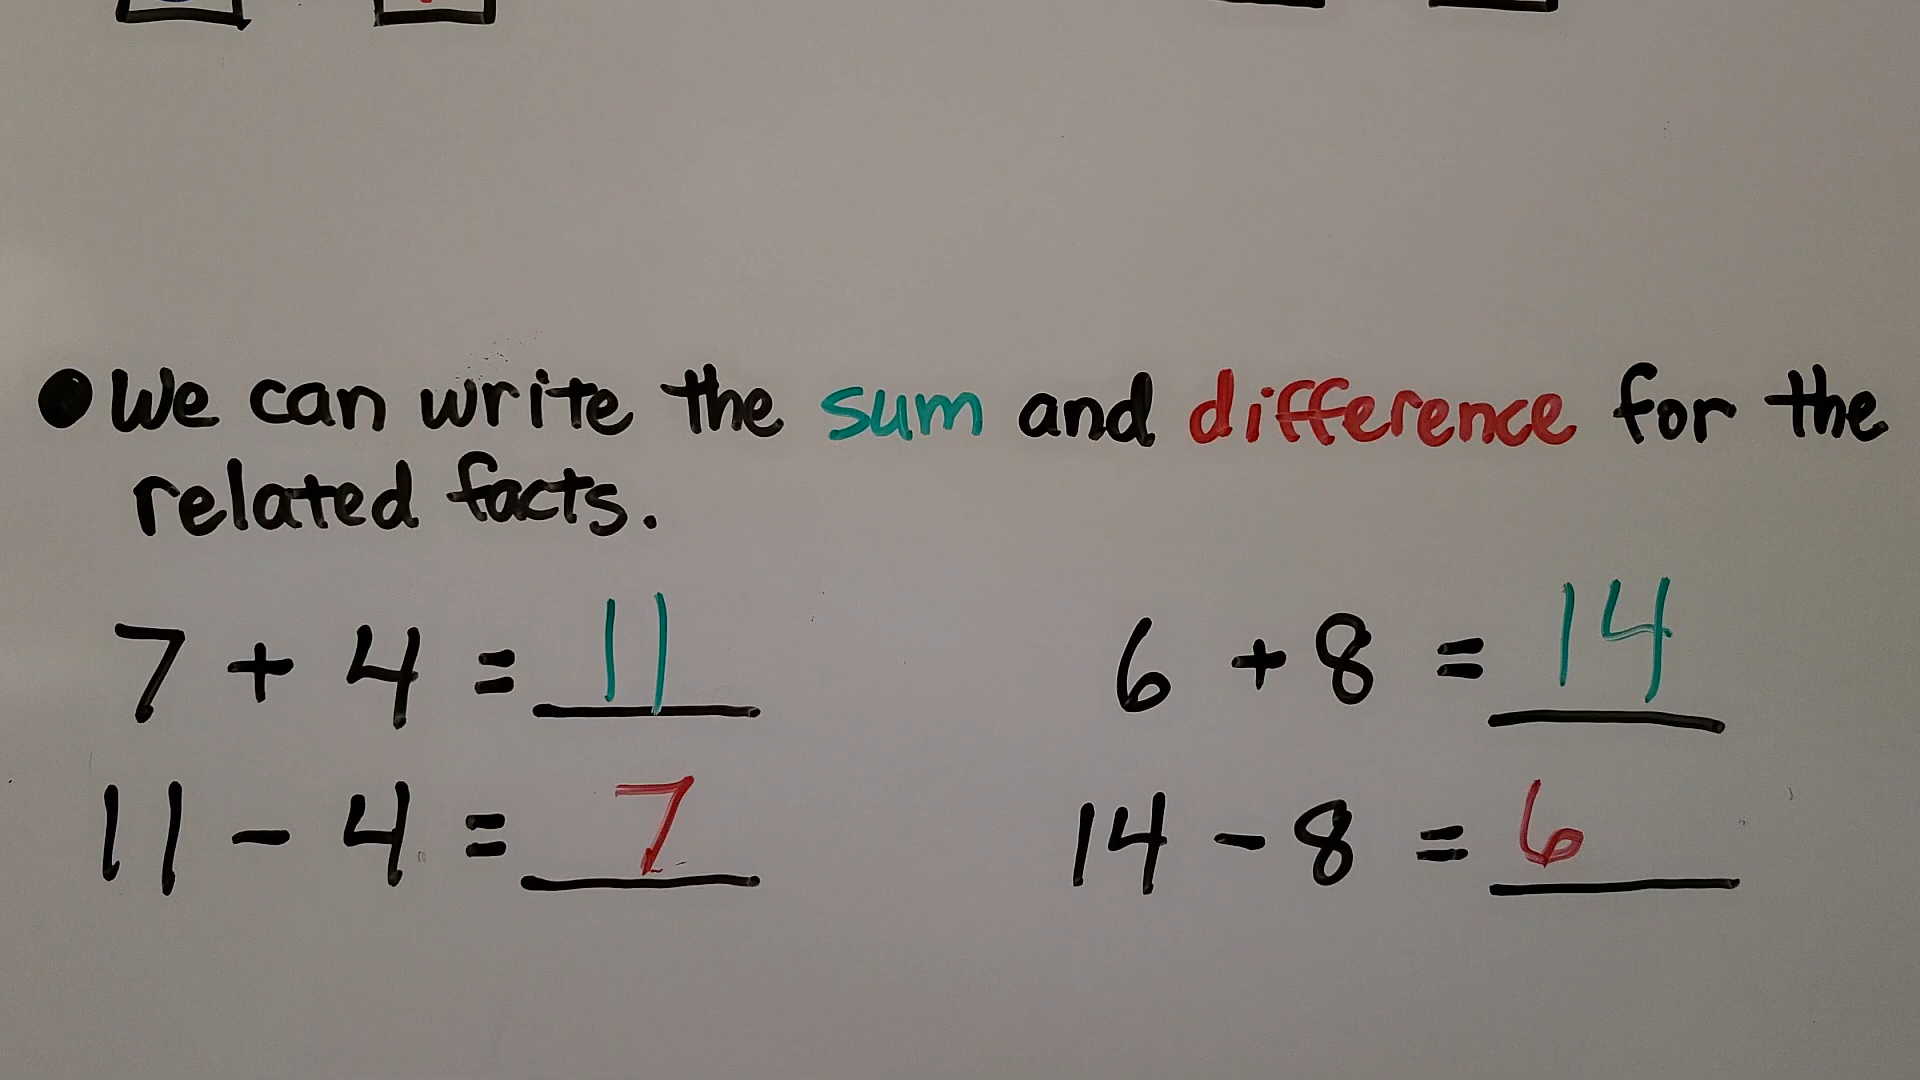 ●We can write the sum and difference for the
related facts.
7 + 4 = 11
6 + 8 = 14
11 - 4 = 7
14 - 8 = 6